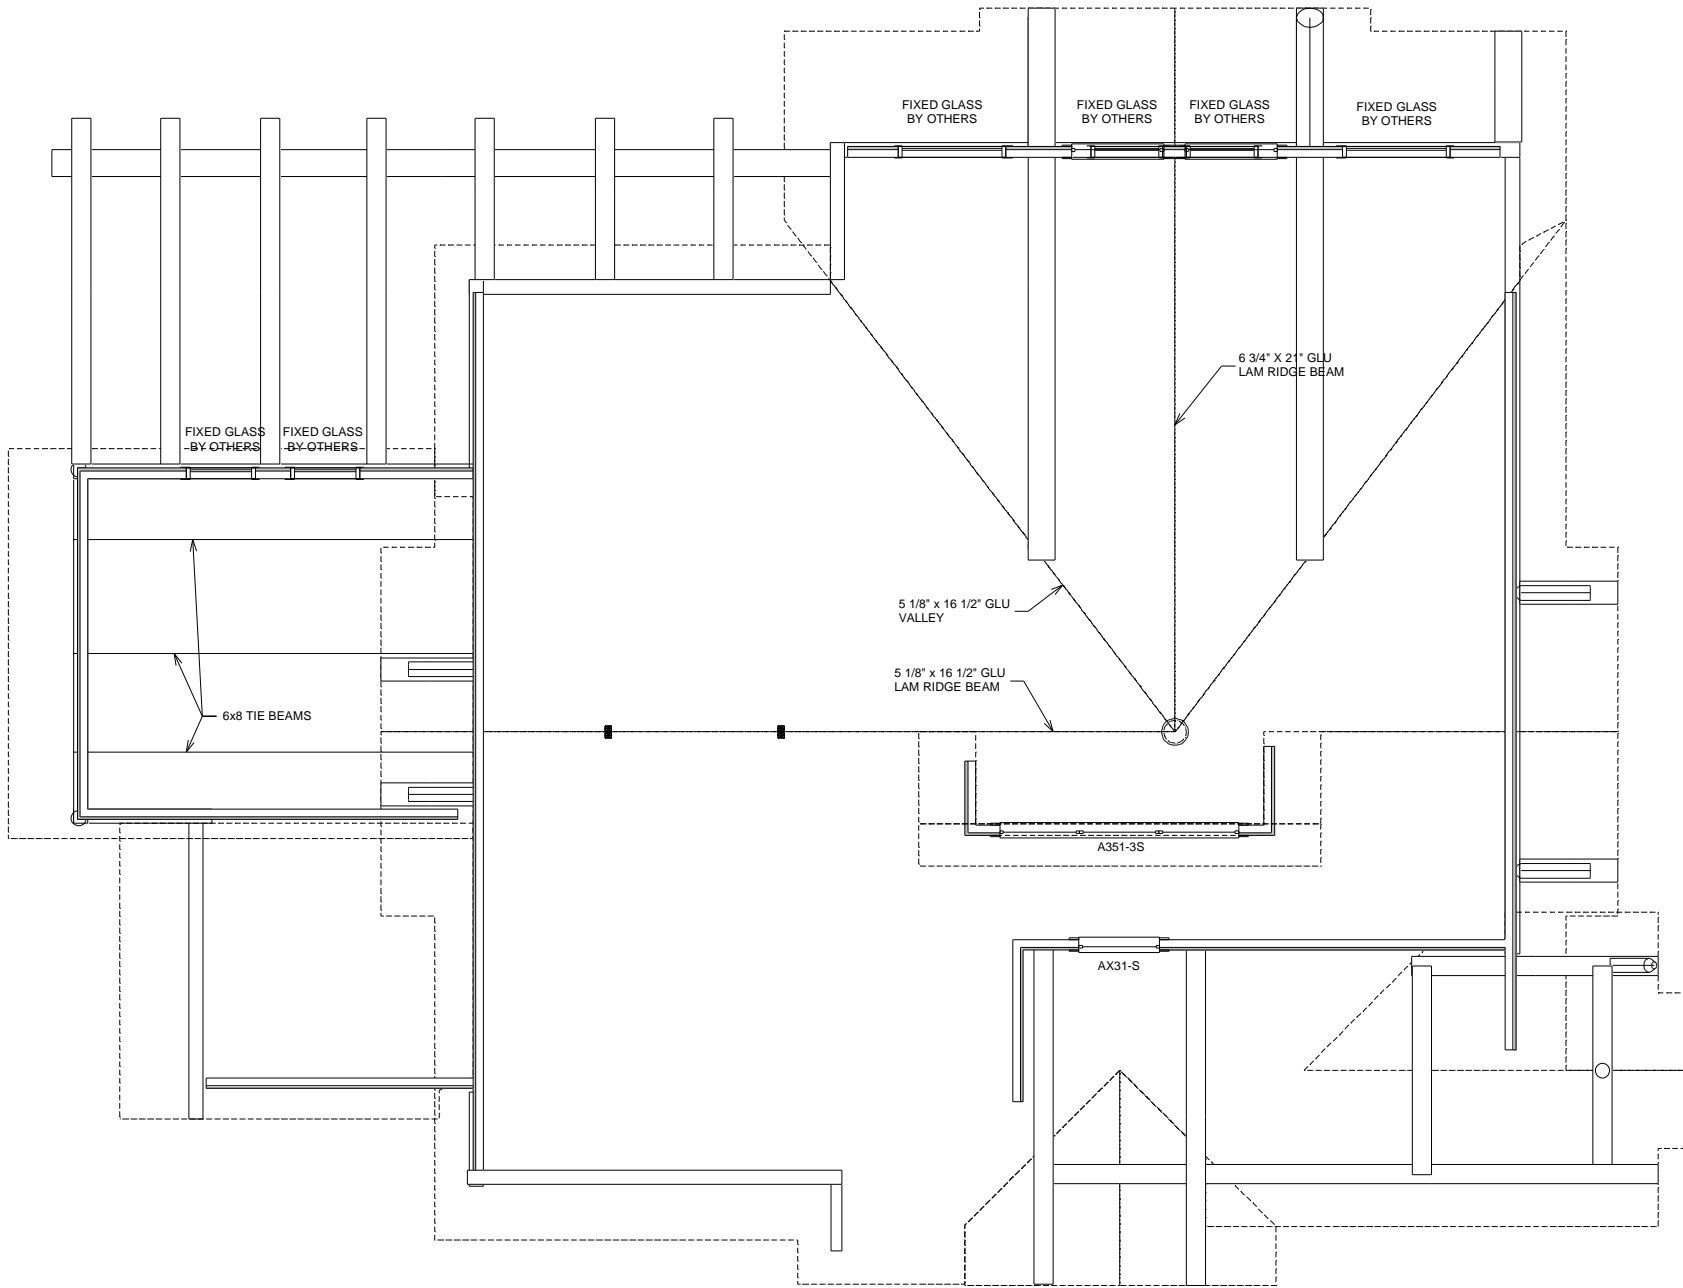 FIXED GLASS
BY OTHERS
FIXED GLASS
BY OTHERS
FIXED GLASS
BY OTHERS
FIXED GLASS
BY OTHERS
6 3/4" X 21" GLU
LAM RIDGE BEAM
FIXED GLASS
BY OTHERS
FIXED GLASS
BY OTHERS
5 1/8" x 16 1/2" GLU
VALLEY
5 1/8" x 16 1/2" GLU
LAM RIDGE BEAM
6x8 TIE BEAMS
A351-3S
AX31-S